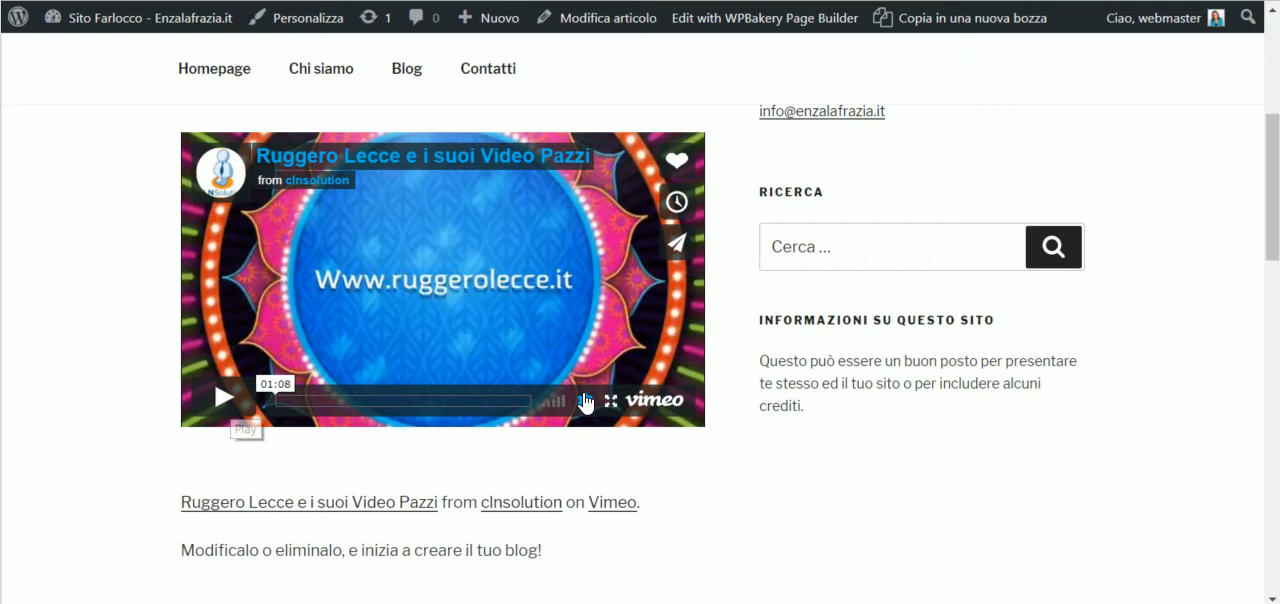 Sito Farlocco - Enzalafrazia.it Personalizza 1 0 Nuovo Modifica articolo Edit with WPBakery Page Builder Copia in una nuova bozza Ciao, webmaster
Homepage Chi siamo Blog Contatti
info@enzalafrazia.it
Ruggero Lecce e i suoi Video Pazzi
from cInsolution
Www.ruggerolecce.it
01:08
vimeo
Play
RICERCA
Cerca ...
INFORMAZIONI SU QUESTO SITO
Questo può essere un buon posto per presentare
te stesso ed il tuo sito o per includere alcuni
crediti.
Ruggero Lecce e i suoi Video Pazzi from cInsolution on Vimeo.
Modificalo o eliminalo, e inizia a creare il tuo blog!